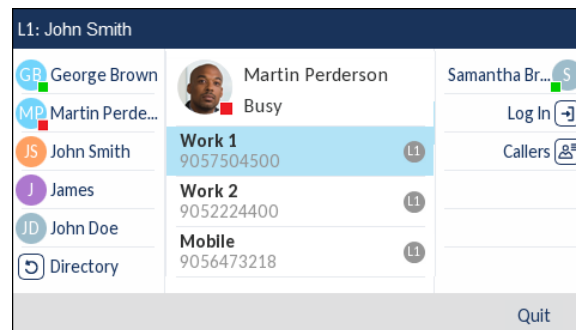 L1: John Smith
GB George Brown
MP Martin Perde...
JS John Smith
J James
JD John Doe
Directory
Martin Perderson
Busy
Work 1
9057504500 L1
Work 2
9052224400 L1
Mobile
9056473218 L1
Samantha Br... S
Log In
Callers
Quit